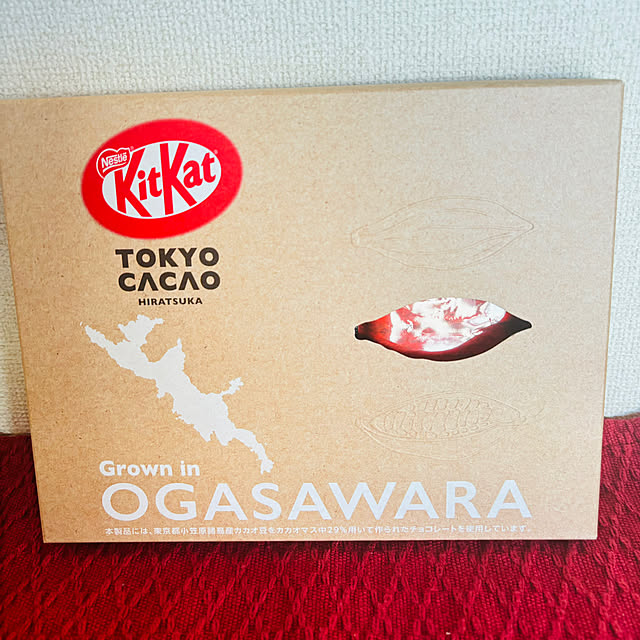 Nestlé
KitKat
TOKYO
CACAO
HIRATSUKA
Grown in
OGASAWARA
本製品には、東京都小笠原諸島産カカオ豆をカカオマス中29%用いて作られたチョコレートを使用しています。